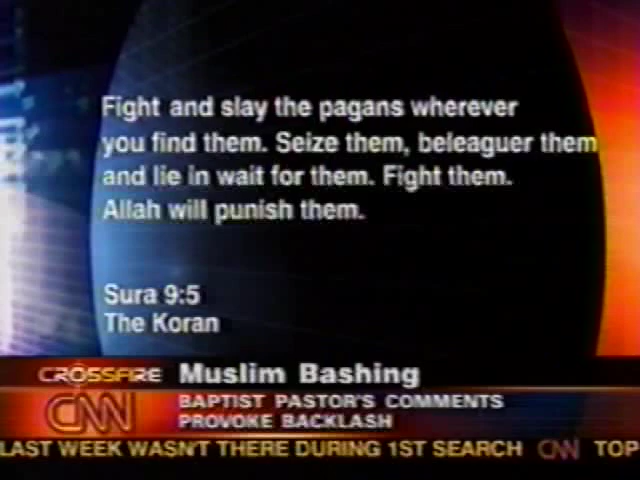 Fight and slay the pagans wherever
you find them. Seize them, beleaguer them
and lie in wait for them. Fight them.
Allah will punish them.
Sura 9:5
The Koran
CROSSFIRE Muslim Bashing
CNN BAPTIST PASTOR'S COMMENTS
PROVOKE BACKLASH
LAST WEEK WASN'T THERE DURING 1ST SEARCH CNN TOP